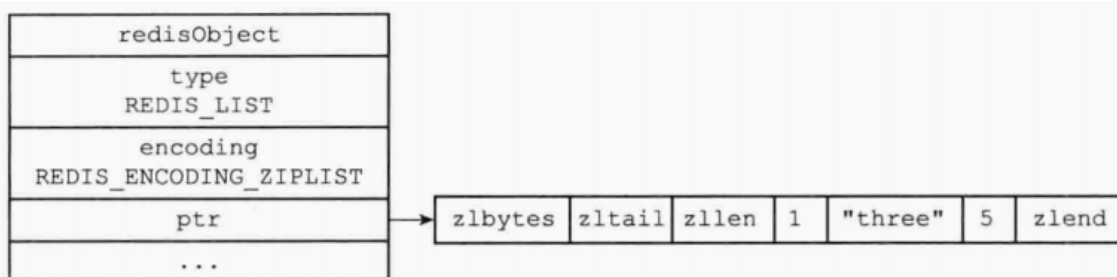 redisObject
type
REDIS_LIST
encoding
REDIS_ENCODING_ZIPLIST
ptr
zlbytes zltail zllen 1 "three" 5 zlend
...